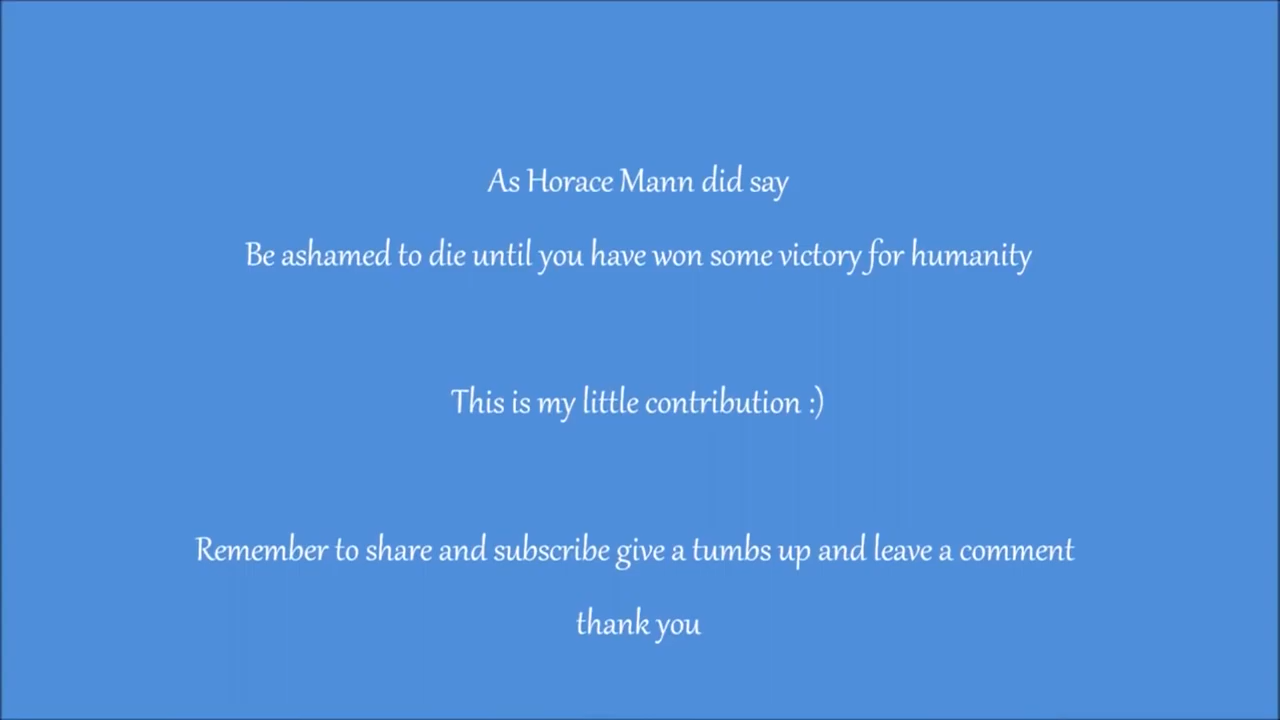 As Horace Mann did say
Be ashamed to die until you have won some victory for humanity
This is my little contribution :)
Remember to share and subscribe give a tumbs up and leave a comment
thank you